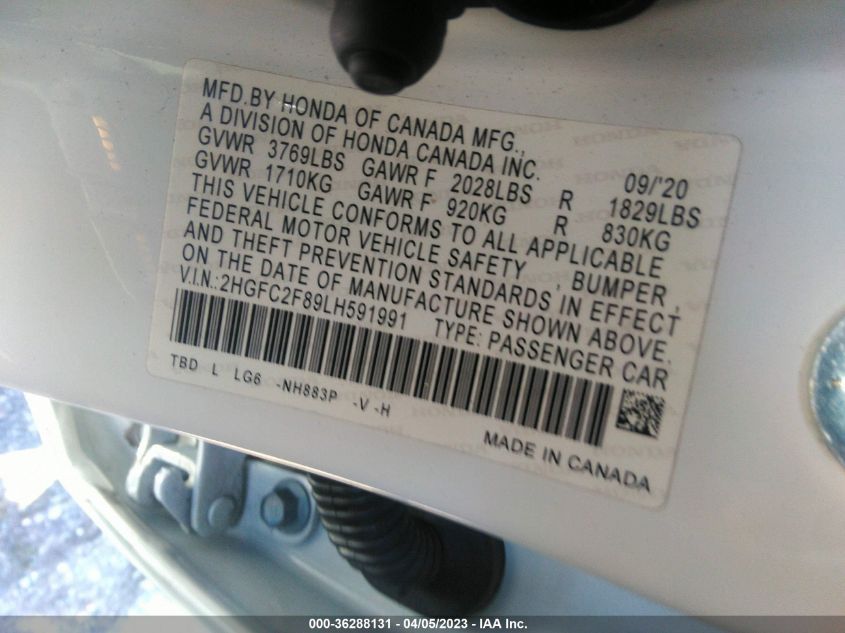 MFD.BY HONDA OF CANADA MFG.,
A DIVISION OF HONDA CANADA INC. 09/'20
GVWR 3769LBS GAWR F 2028LBS R 1829LBS
GVWR 1710KG GAWR F 920KG R 830KG
THIS VEHICLE CONFORMS TO ALL APPLICABLE
FEDERAL MOTOR VEHICLE SAFETY , BUMPER ,
AND THEFT PREVENTION STANDARDS IN EFFECT
ON THE DATE OF MANUFACTURE SHOWN ABOVE.
V.I.N.:2HGFC2F89LH591991 TYPE: PASSENGER CAR
TBD L LG6 -NH883P -V -H
MADE IN CANADA
000-36288131 - 04/05/2023 - IAA Inc.